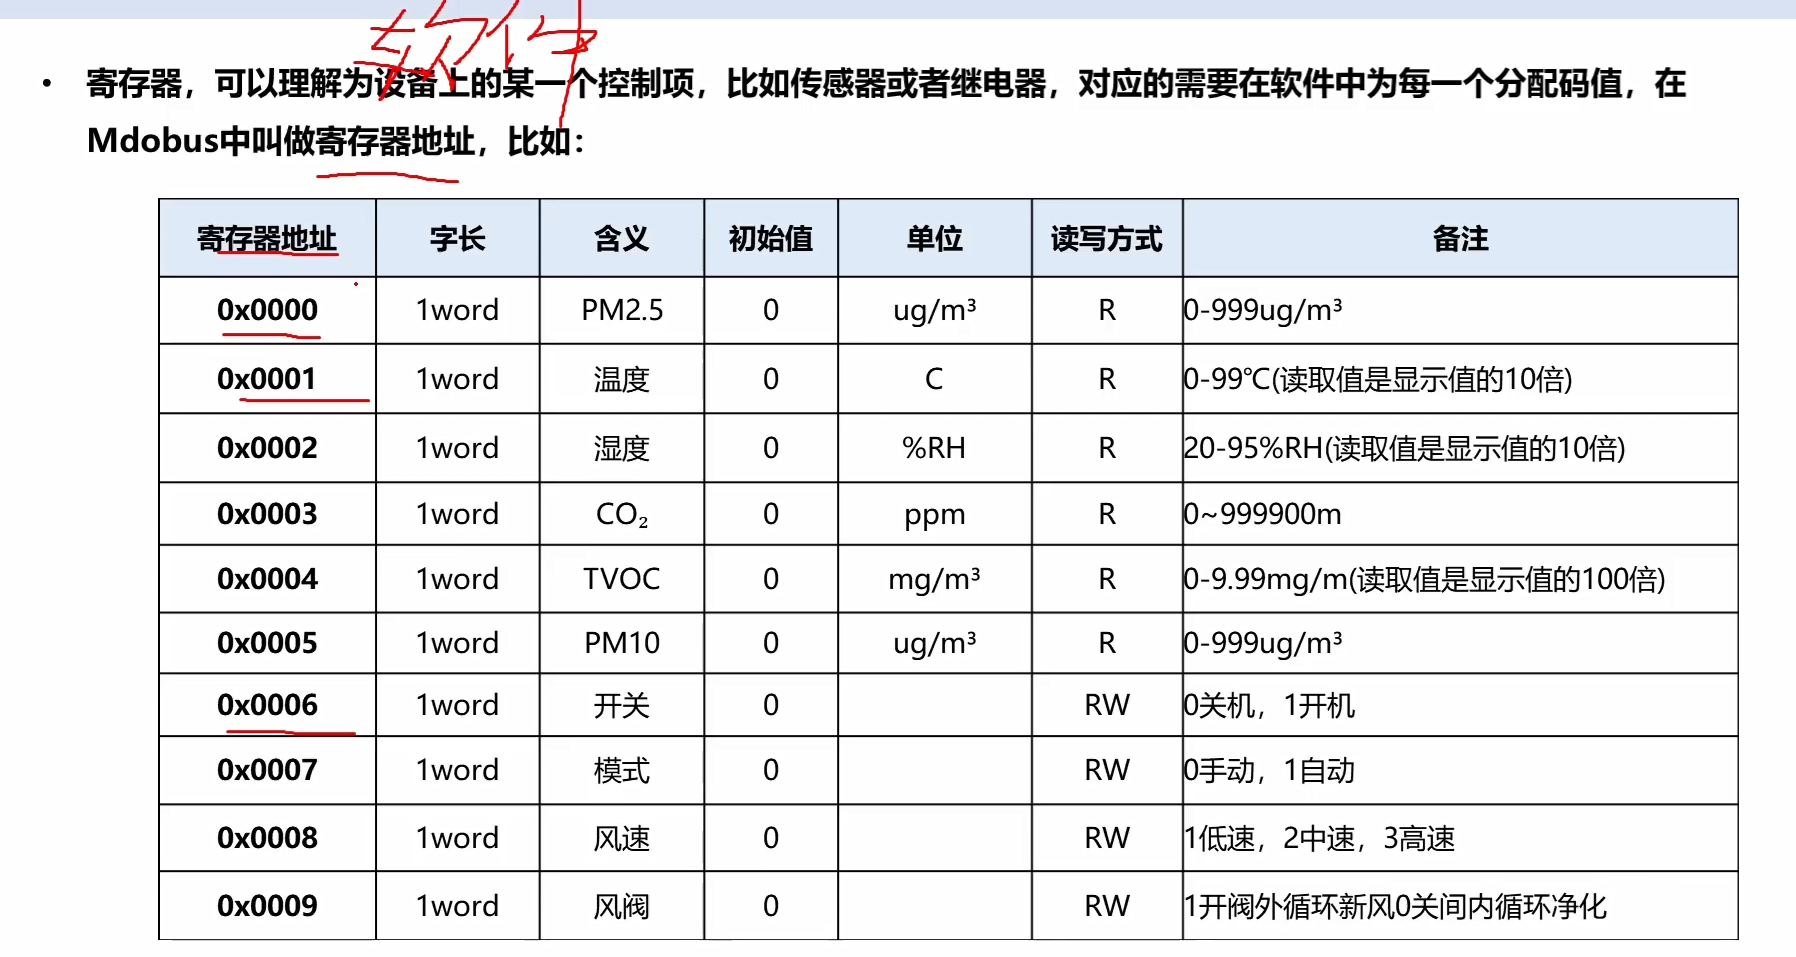 软件
• 寄存器，可以理解为设备上的某一个控制项，比如传感器或者继电器，对应的需要在软件中为每一个分配码值，在
Mdobus中叫做寄存器地址，比如：
寄存器地址 字长 含义 初始值 单位 读写方式 备注
0x0000 1word PM2.5 0 ug/m³ R 0-999ug/m³
0x0001 1word 温度 0 C R 0-99℃(读取值是显示值的10倍)
0x0002 1word 湿度 0 %RH R 20-95%RH(读取值是显示值的10倍)
0x0003 1word CO₂ 0 ppm R 0~999900m
0x0004 1word TVOC 0 mg/m³ R 0-9.99mg/m(读取值是显示值的100倍)
0x0005 1word PM10 0 ug/m³ R 0-999ug/m³
0x0006 1word 开关 0 RW 0关机，1开机
0x0007 1word 模式 0 RW 0手动，1自动
0x0008 1word 风速 0 RW 1低速，2中速，3高速
0x0009 1word 风阀 0 RW 1开阀外循环新风0关间内循环净化